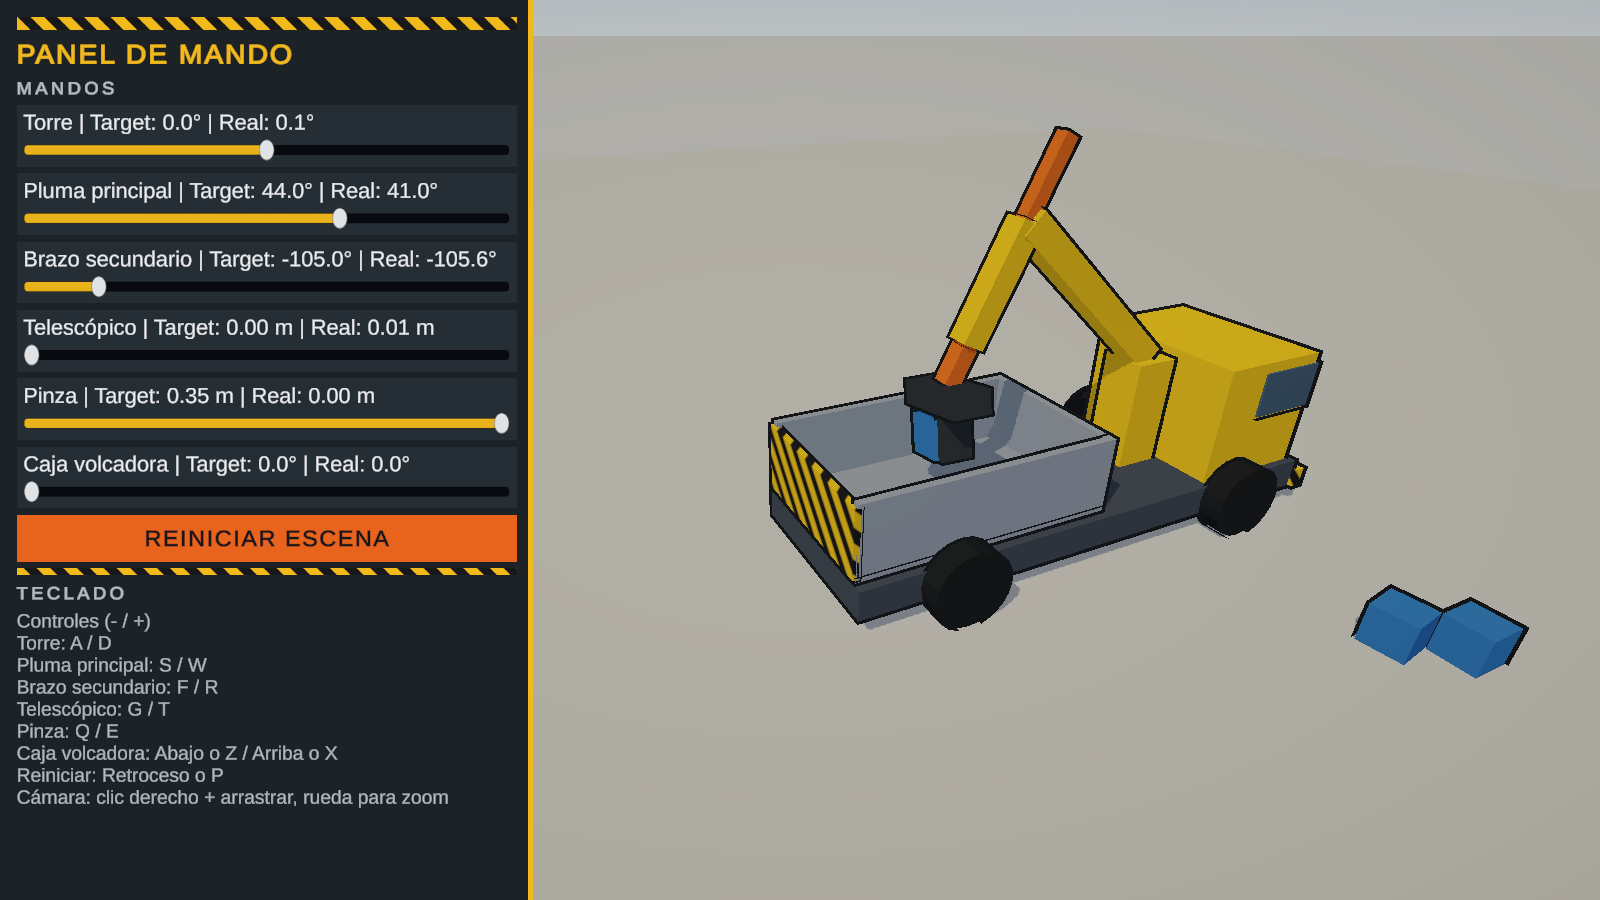 PANEL DE MANDO
MANDOS
Torre | Target: 0.0° | Real: 0.1°
Pluma principal | Target: 44.0° | Real: 41.0°
Brazo secundario | Target: -105.0° | Real: -105.6°
Telescópico | Target: 0.00 m | Real: 0.01 m
Pinza | Target: 0.35 m | Real: 0.00 m
Caja volcadora | Target: 0.0° | Real: 0.0°
REINICIAR ESCENA
TECLADO
Controles (- / +)
Torre: A / D
Pluma principal: S / W
Brazo secundario: F / R
Telescópico: G / T
Pinza: Q / E
Caja volcadora: Abajo o Z / Arriba o X
Reiniciar: Retroceso o P
Cámara: clic derecho + arrastrar, rueda para zoom